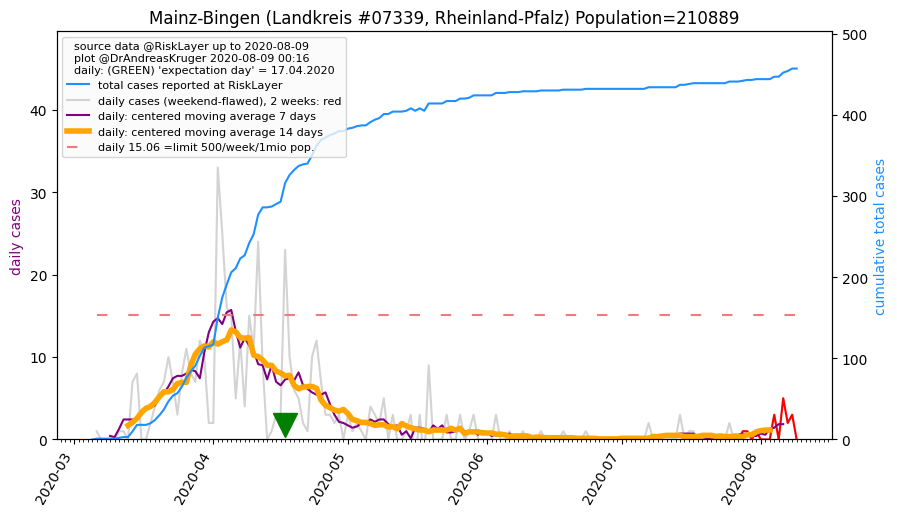 Mainz-Bingen (Landkreis #07339, Rheinland-Pfalz) Population=210889
source data @RiskLayer up to 2020-08-09
plot @DrAndreasKruger 2020-08-09 00:16
daily: (GREEN) 'expectation day' = 17.04.2020
total cases reported at RiskLayer
daily cases (weekend-flawed), 2 weeks: red
daily: centered moving average 7 days
daily: centered moving average 14 days
daily 15.06 =limit 500/week/1mio pop.
daily cases
40
30
20
10
0
cumulative total cases
500
400
300
200
100
0
2020-03
2020-04
2020-05
2020-06
2020-07
2020-08